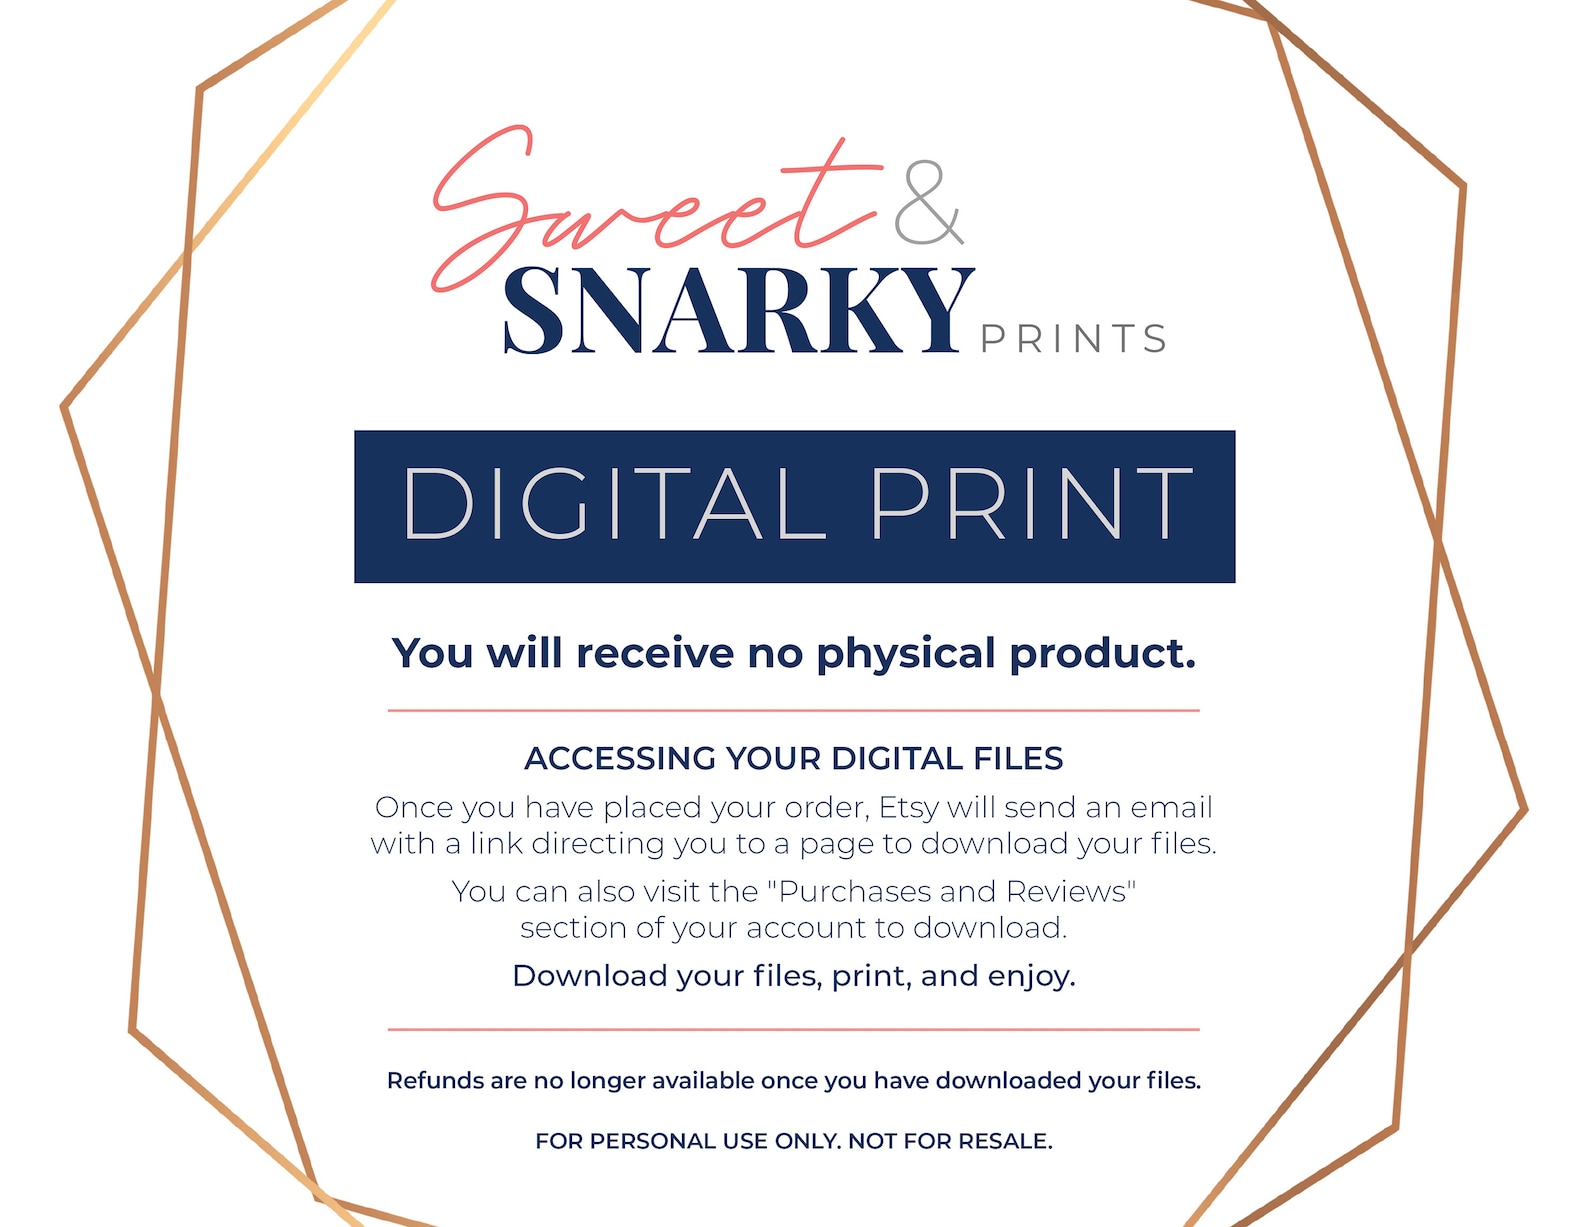 Sweet &
SNARKY PRINTS
DIGITAL PRINT
You will receive no physical product.
ACCESSING YOUR DIGITAL FILES
Once you have placed your order, Etsy will send an email
with a link directing you to a page to download your files.
You can also visit the "Purchases and Reviews"
section of your account to download.
Download your files, print, and enjoy.
Refunds are no longer available once you have downloaded your files.
FOR PERSONAL USE ONLY. NOT FOR RESALE.